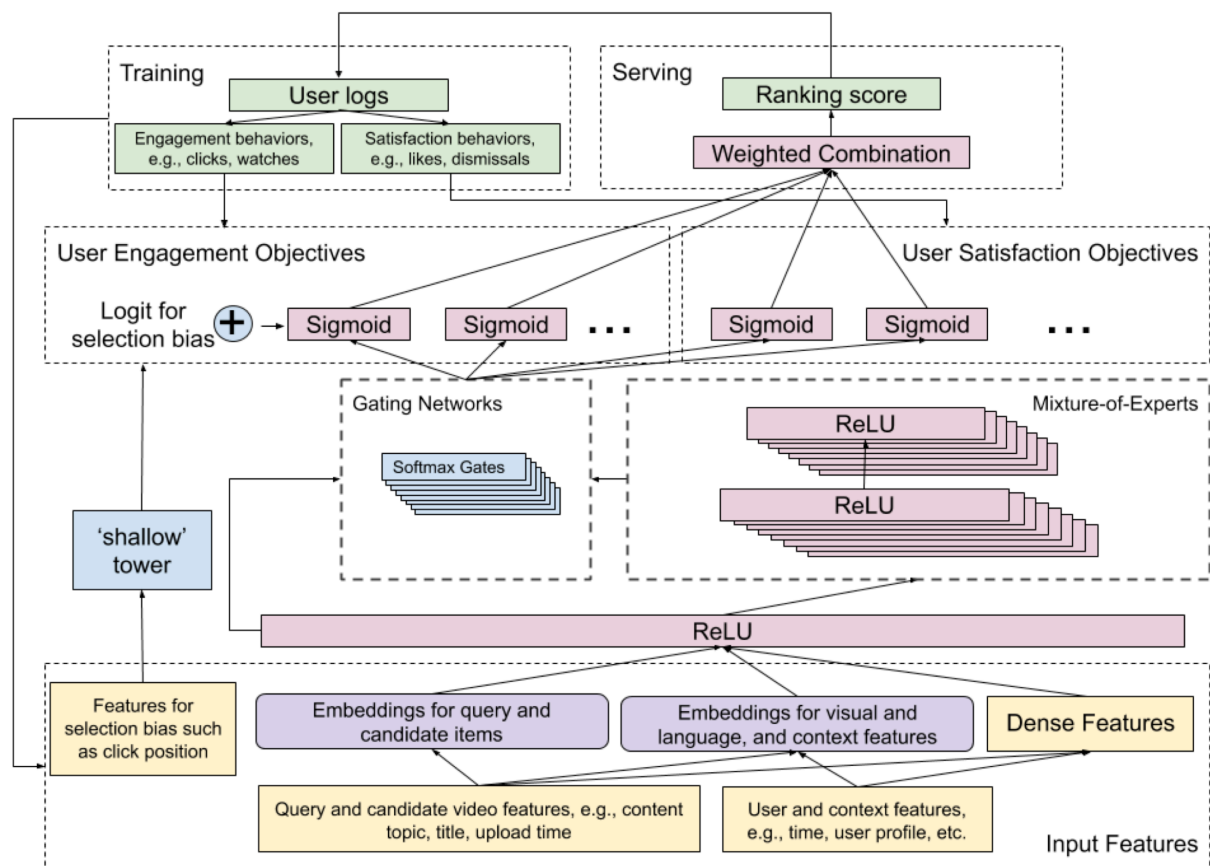 Training
User logs
Engagement behaviors,
e.g., clicks, watches
Satisfaction behaviors,
e.g., likes, dismissals
Serving
Ranking score
Weighted Combination
User Engagement Objectives
Logit for
selection bias
+
Sigmoid
Sigmoid
...
User Satisfaction Objectives
Sigmoid
Sigmoid
...
Gating Networks
Softmax Gates
Mixture-of-Experts
ReLU
ReLU
‘shallow’
tower
ReLU
Features for
selection bias such
as click position
Embeddings for query and
candidate items
Embeddings for visual and
language, and context features
Dense Features
Query and candidate video features, e.g., content
topic, title, upload time
User and context features,
e.g., time, user profile, etc.
Input Features